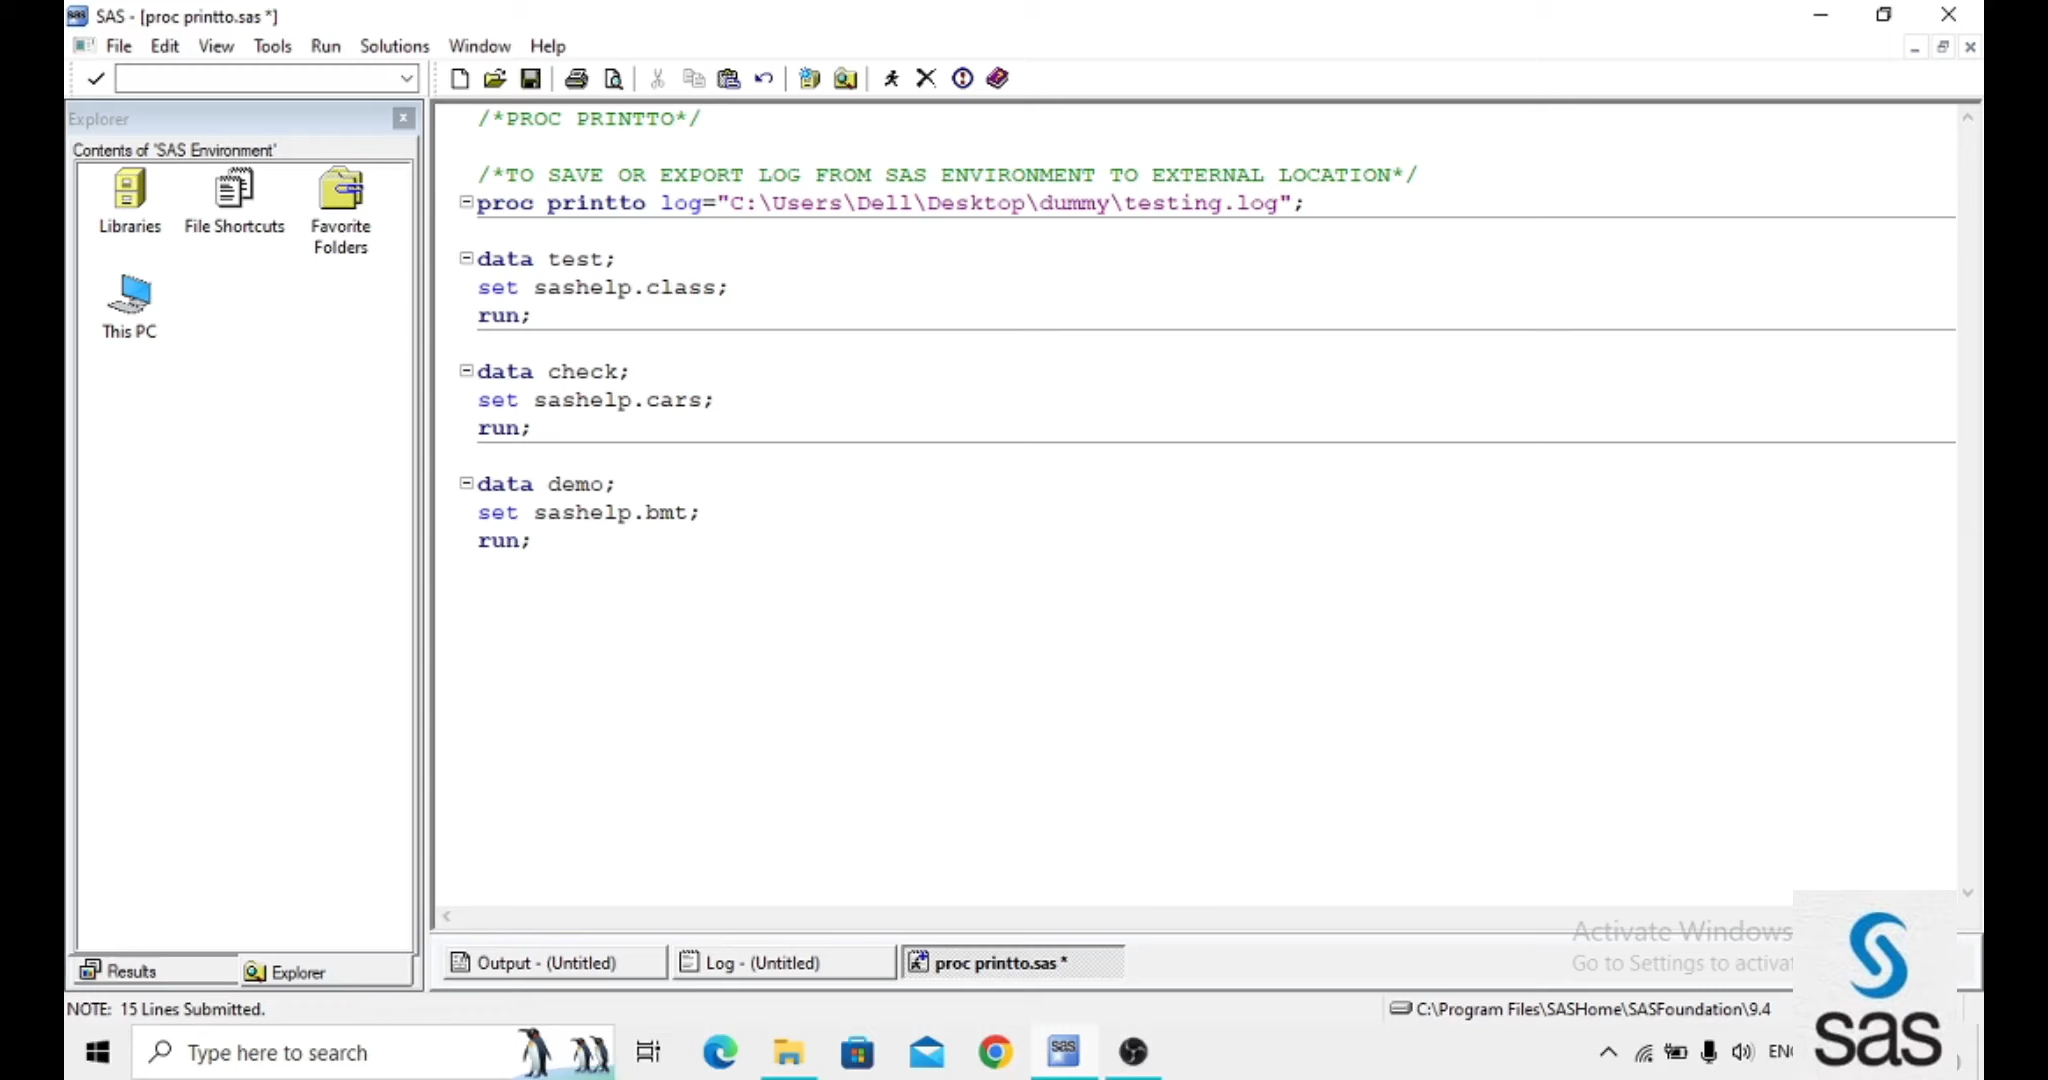 SAS - [proc printto.sas *]
File Edit View Tools Run Solutions Window Help
Explorer
Contents of 'SAS Environment'
Libraries
File Shortcuts
Favorite
Folders
This PC
/*PROC PRINTTO*/
/*TO SAVE OR EXPORT LOG FROM SAS ENVIRONMENT TO EXTERNAL LOCATION*/
proc printto log="C:\Users\Dell\Desktop\dummy\testing.log";
data test;
set sashelp.class;
run;
data check;
set sashelp.cars;
run;
data demo;
set sashelp.bmt;
run;
Results
Explorer
Output - (Untitled)
Log - (Untitled)
proc printto.sas *
Activate Windows
Go to Settings to activa
NOTE: 15 Lines Submitted.
C:\Program Files\SASHome\SASFoundation\9.4
Type here to search
sas
EN
sas